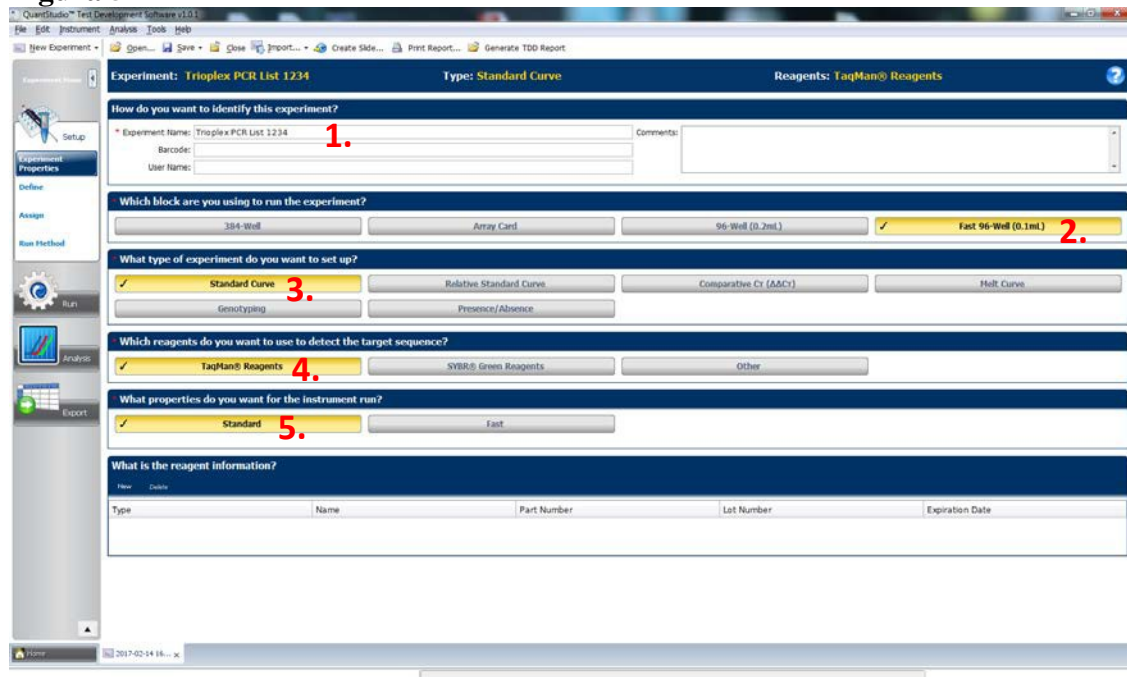 QuantStudio™ Test Development Software v1.0.1
File Edit Instrument Analysis Tools Help
New Experiment Open... Save Close Import... Create Slide... Print Report... Generate TDD Report
Experiment: Trioplex PCR List 1234 Type: Standard Curve Reagents: TaqMan® Reagents
How do you want to identify this experiment?
* Experiment Name: Trioplex PCR List 1234 1. Comments:
Barcode:
User Name:
Setup
Experiment Properties
Define
Assign
Run Method
Run
Analysis
Export
* Which block are you using to run the experiment?
384-Well Array Card 96-Well (0.2mL) ✓ Fast 96-Well (0.1mL) 2.
* What type of experiment do you want to set up?
✓ Standard Curve 3. Relative Standard Curve Comparative CT (ΔΔCT) Melt Curve
Genotyping Presence/Absence
* Which reagents do you want to use to detect the target sequence?
✓ TaqMan® Reagents 4. SYBR® Green Reagents Other
* What properties do you want for the instrument run?
✓ Standard 5. Fast
What is the reagent information?
New Delete
Type Name Part Number Lot Number Expiration Date
Home 2017-02-14 16... x